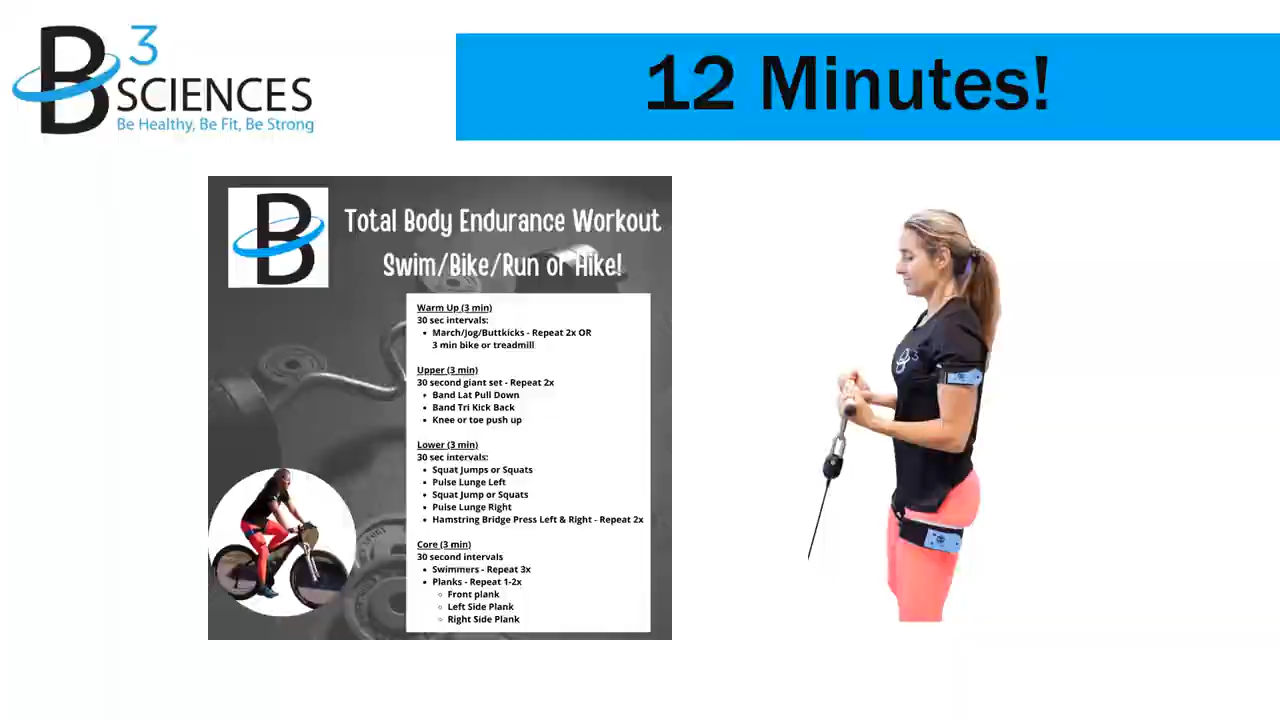 B3 SCIENCES
Be Healthy, Be Fit, Be Strong
12 Minutes!
B
Total Body Endurance Workout
Swim/Bike/Run or Hike!
Warm Up (3 min)
30 sec intervals:
• March/Jog/Buttkicks - Repeat 2x OR
3 min bike or treadmill
Upper (3 min)
30 second giant set - Repeat 2x
• Band Lat Pull Down
• Band Tri Kick Back
• Knee or toe push up
Lower (3 min)
30 sec intervals:
• Squat Jumps or Squats
• Pulse Lunge Left
• Squat Jump or Squats
• Pulse Lunge Right
• Hamstring Bridge Press Left & Right - Repeat 2x
Core (3 min)
30 second intervals
• Swimmers - Repeat 3x
• Planks - Repeat 1-2x
◦ Front plank
◦ Left Side Plank
◦ Right Side Plank
B3